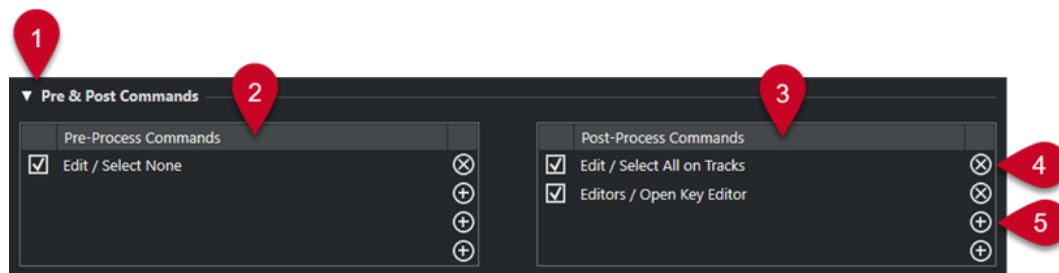 1
2
3
Pre & Post Commands
Pre-Process Commands
Edit / Select None
Post-Process Commands
Edit / Select All on Tracks
4
Editors / Open Key Editor
5